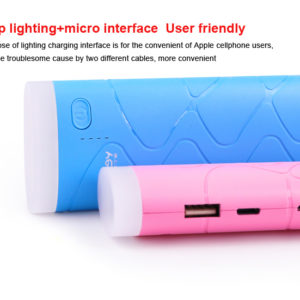 p lighting+micro interface User friendly
ose of lighting charging interface is for the convenient of Apple cellphone users,
e troublesome cause by two different cables, more convenient